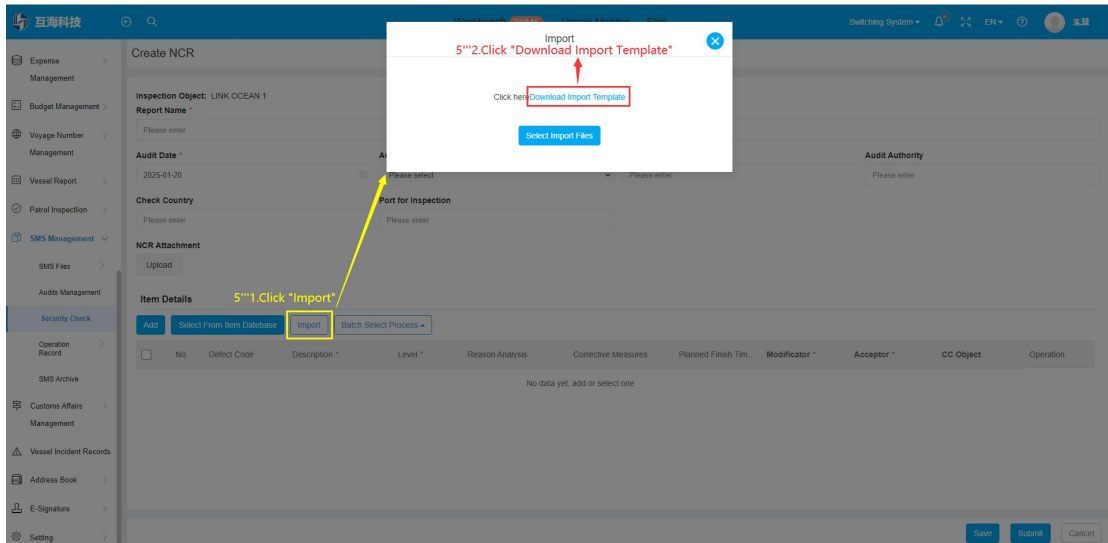 互海科技
Workbench
Vessel Monitor
Find
Switching System
EN
朱慧
Expense
Management
Budget Management
Voyage Number
Management
Vessel Report
Patrol Inspection
SMS Management
SMS Files
Audits Management
Security Check
Operation
Record
SMS Archive
Customs Affairs
Management
Vessel Incident Records
Address Book
E-Signature
Setting
Create NCR
Import
5'''2.Click "Download Import Template"
Click here Download Import Template
Select Import Files
Inspection Object: LINK OCEAN 1
Report Name *
Please enter
Audit Date *
Audit Authority
2025-01-20
Please select
Please enter
Please enter
Check Country
Port for Inspection
Please enter
Please enter
NCR Attachment
Upload
Item Details
5'''1.Click "Import"
Add
Select From Item Datebase
Import
Batch Select Process
No.
Defect Code
Description *
Level *
Reason Analysis
Corrective Measures
Planned Finish Tim...
Modificator *
Acceptor *
CC Object
Operation
No data yet, add or select one
Save
Submit
Cancel